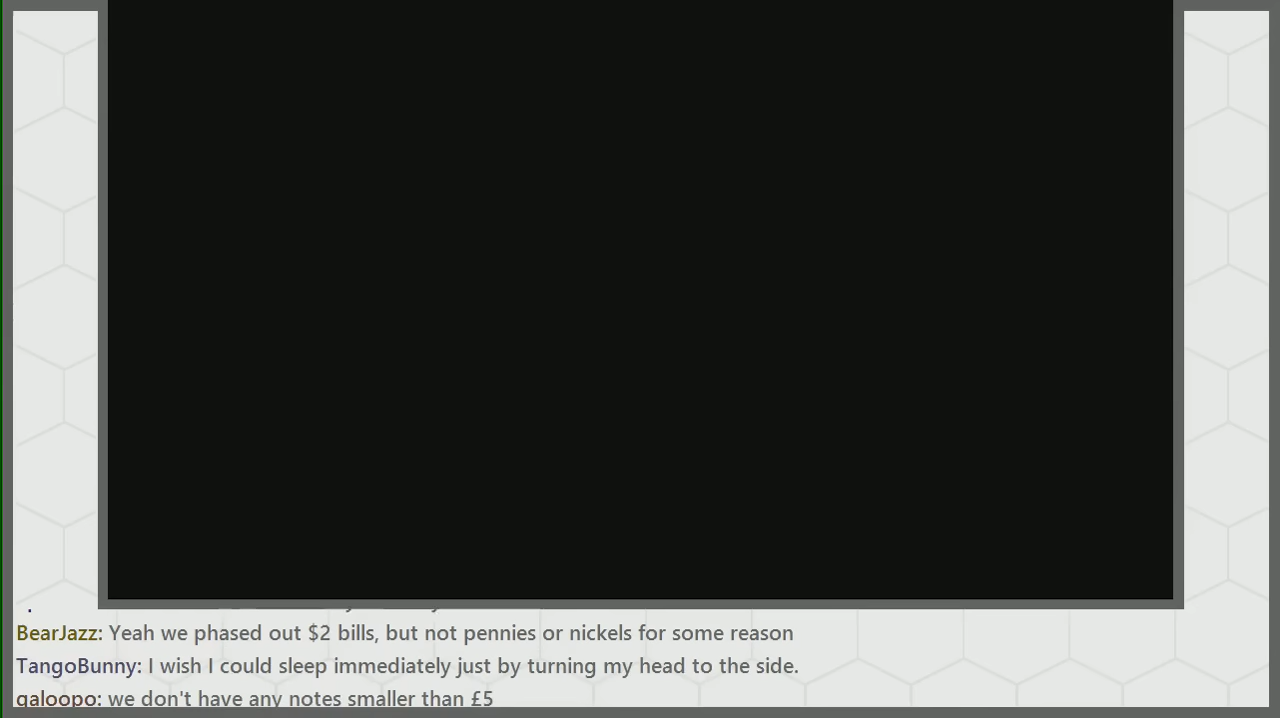 BearJazz: Yeah we phased out $2 bills, but not pennies or nickels for some reason
TangoBunny: I wish I could sleep immediately just by turning my head to the side.
galoopo: we don't have any notes smaller than £5